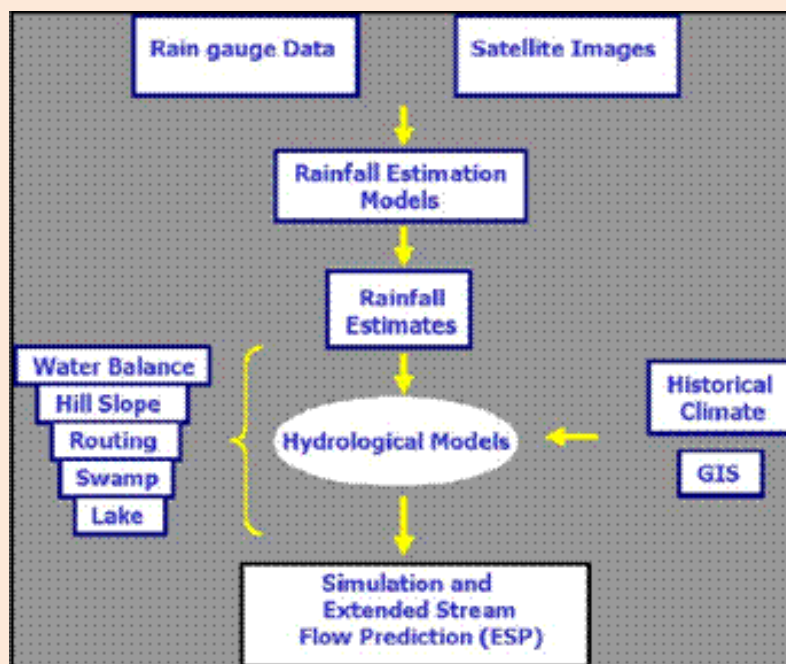 Rain gauge Data
Satellite Images
Rainfall Estimation
Models
Rainfall
Estimates
Water Balance
Hill Slope
Routing
Swamp
Lake
Hydrological Models
Historical
Climate
GIS
Simulation and
Extended Stream
Flow Prediction (ESP)